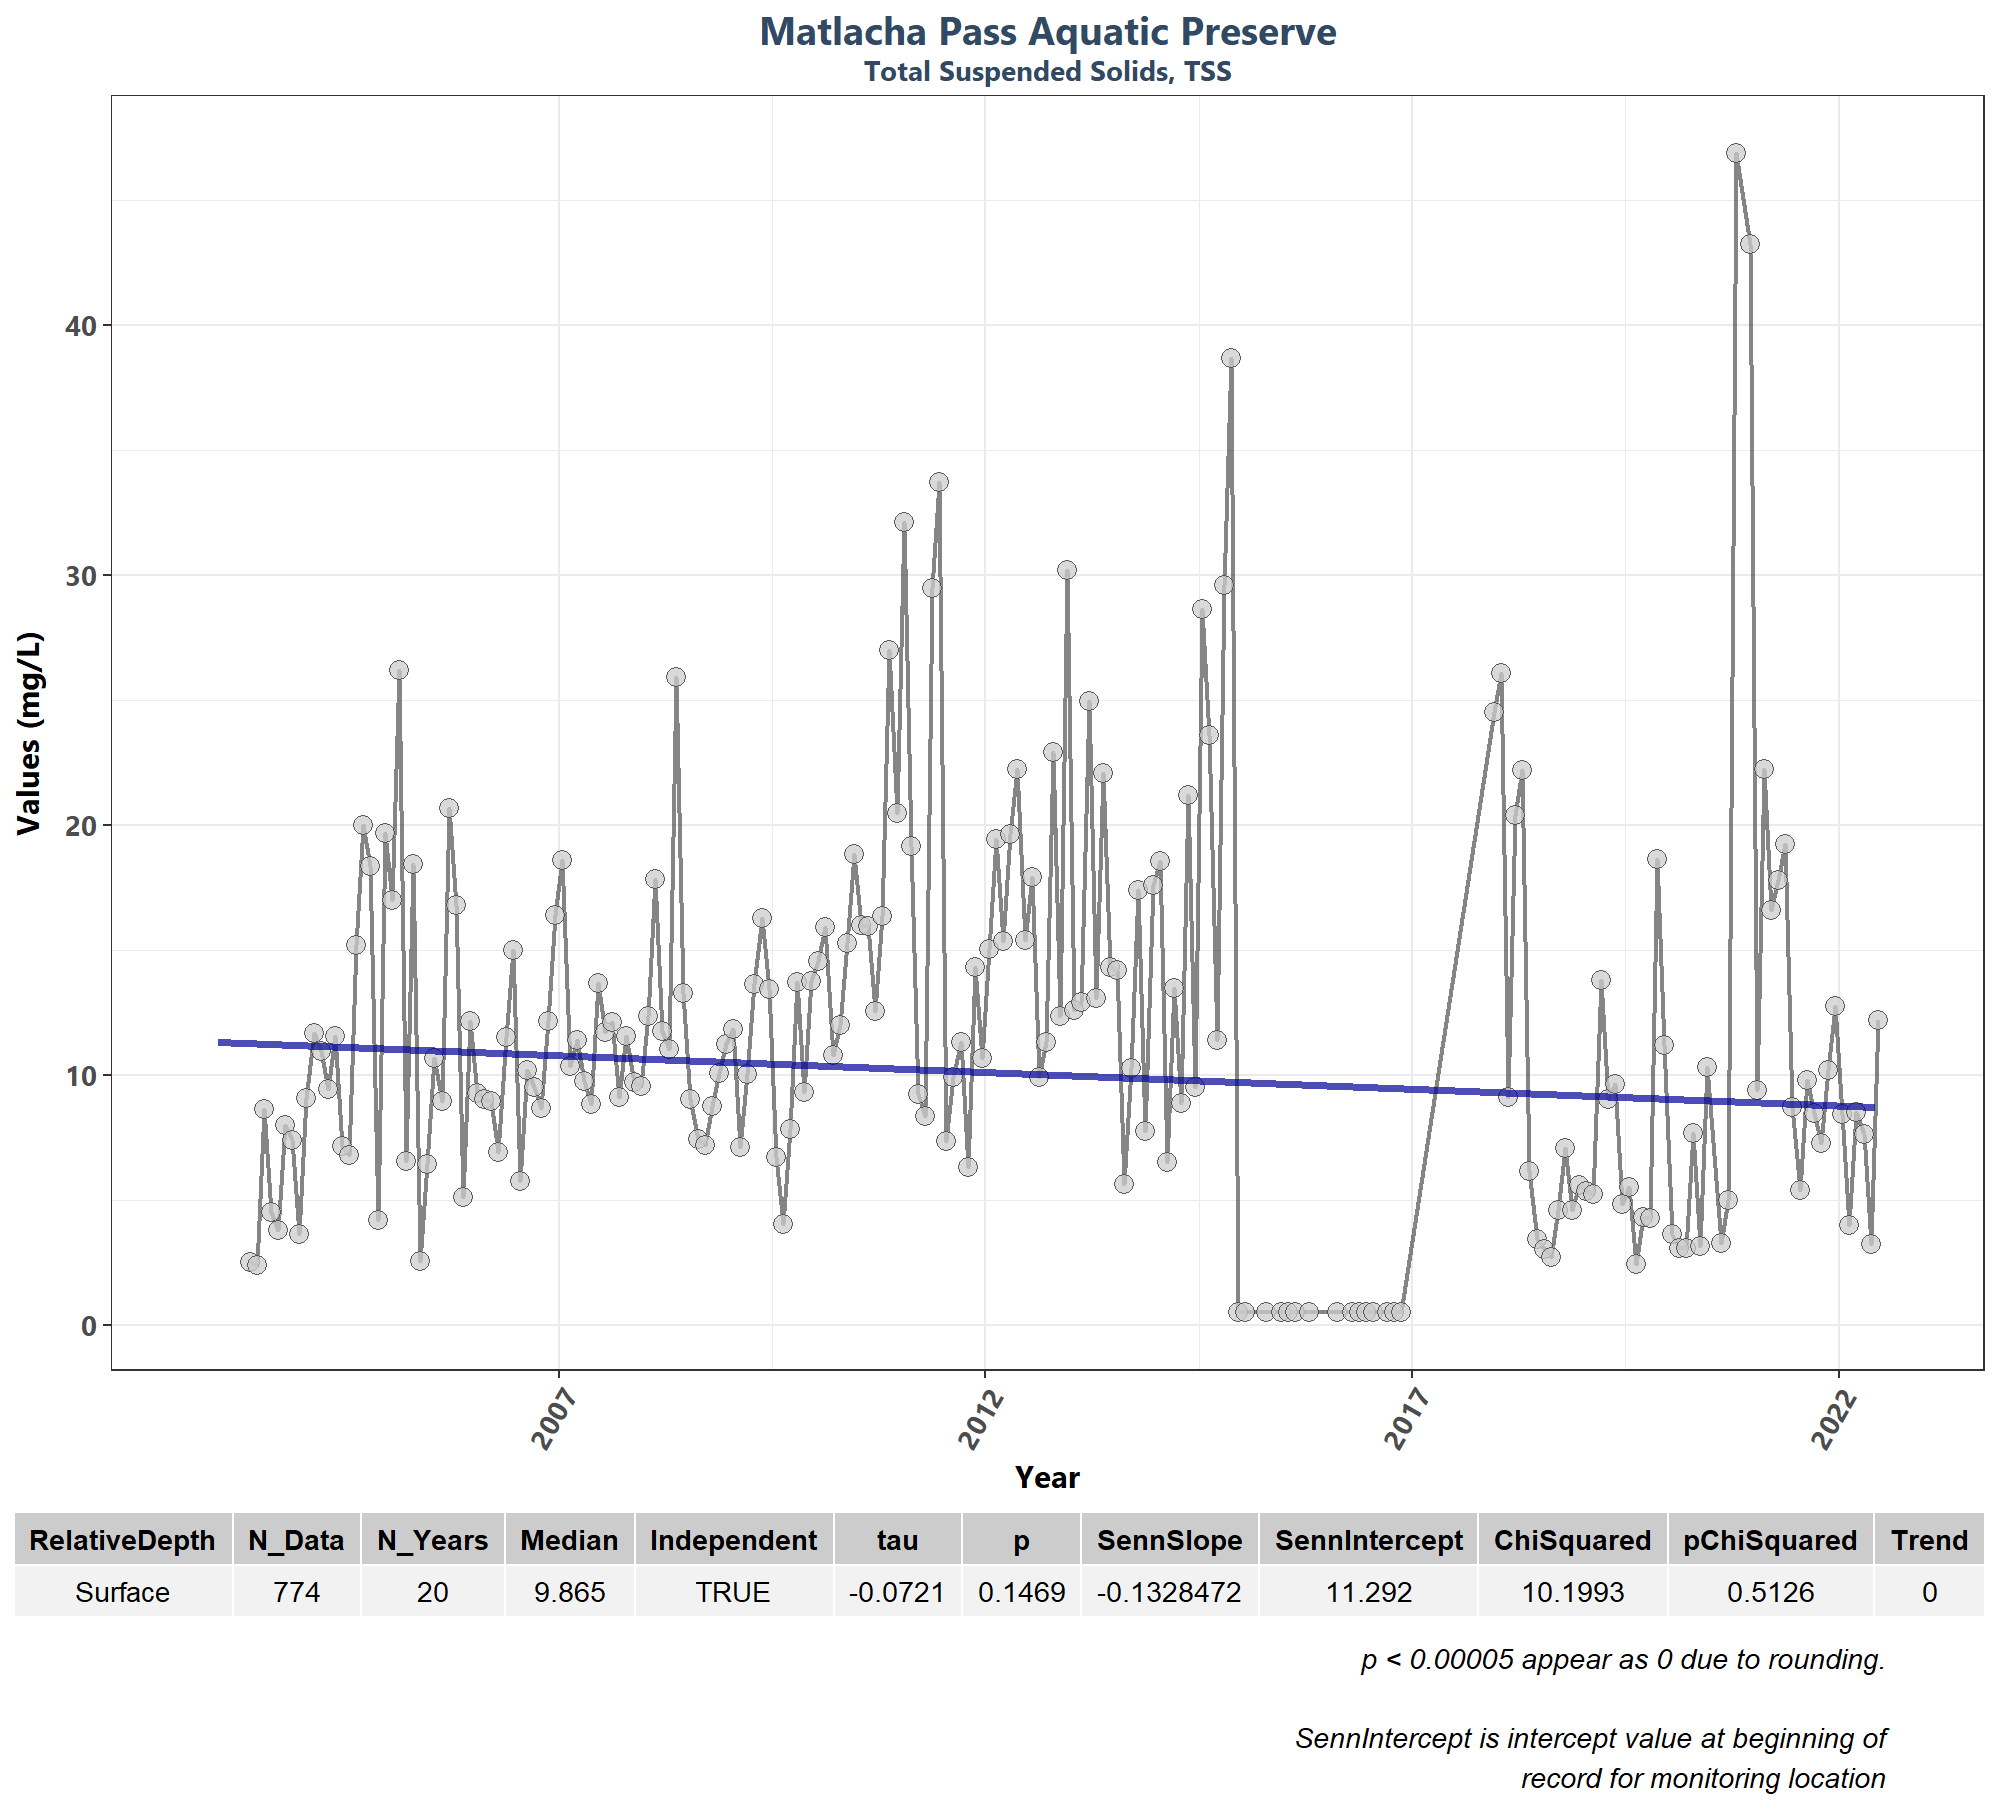 Matlacha Pass Aquatic Preserve
Total Suspended Solids, TSS
Values (mg/L)
40
30
20
10
0
2007 2012 2017 2022
Year
RelativeDepth N_Data N_Years Median Independent tau p SennSlope SennIntercept ChiSquared pChiSquared Trend
Surface 774 20 9.865 TRUE -0.0721 0.1469 -0.1328472 11.292 10.1993 0.5126 0
p < 0.00005 appear as 0 due to rounding.
SennIntercept is intercept value at beginning of
record for monitoring location